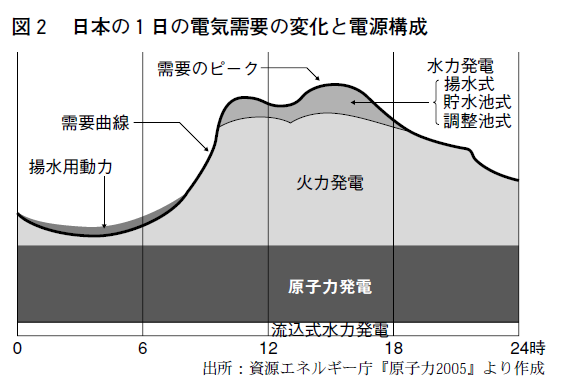 図2 日本の1日の電気需要の変化と電源構成
需要のピーク
水力発電
揚水式
貯水池式
調整池式
需要曲線
揚水用動力
火力発電
原子力発電
流込式水力発電
0 6 12 18 24時
出所：資源エネルギー庁『原子力2005』より作成